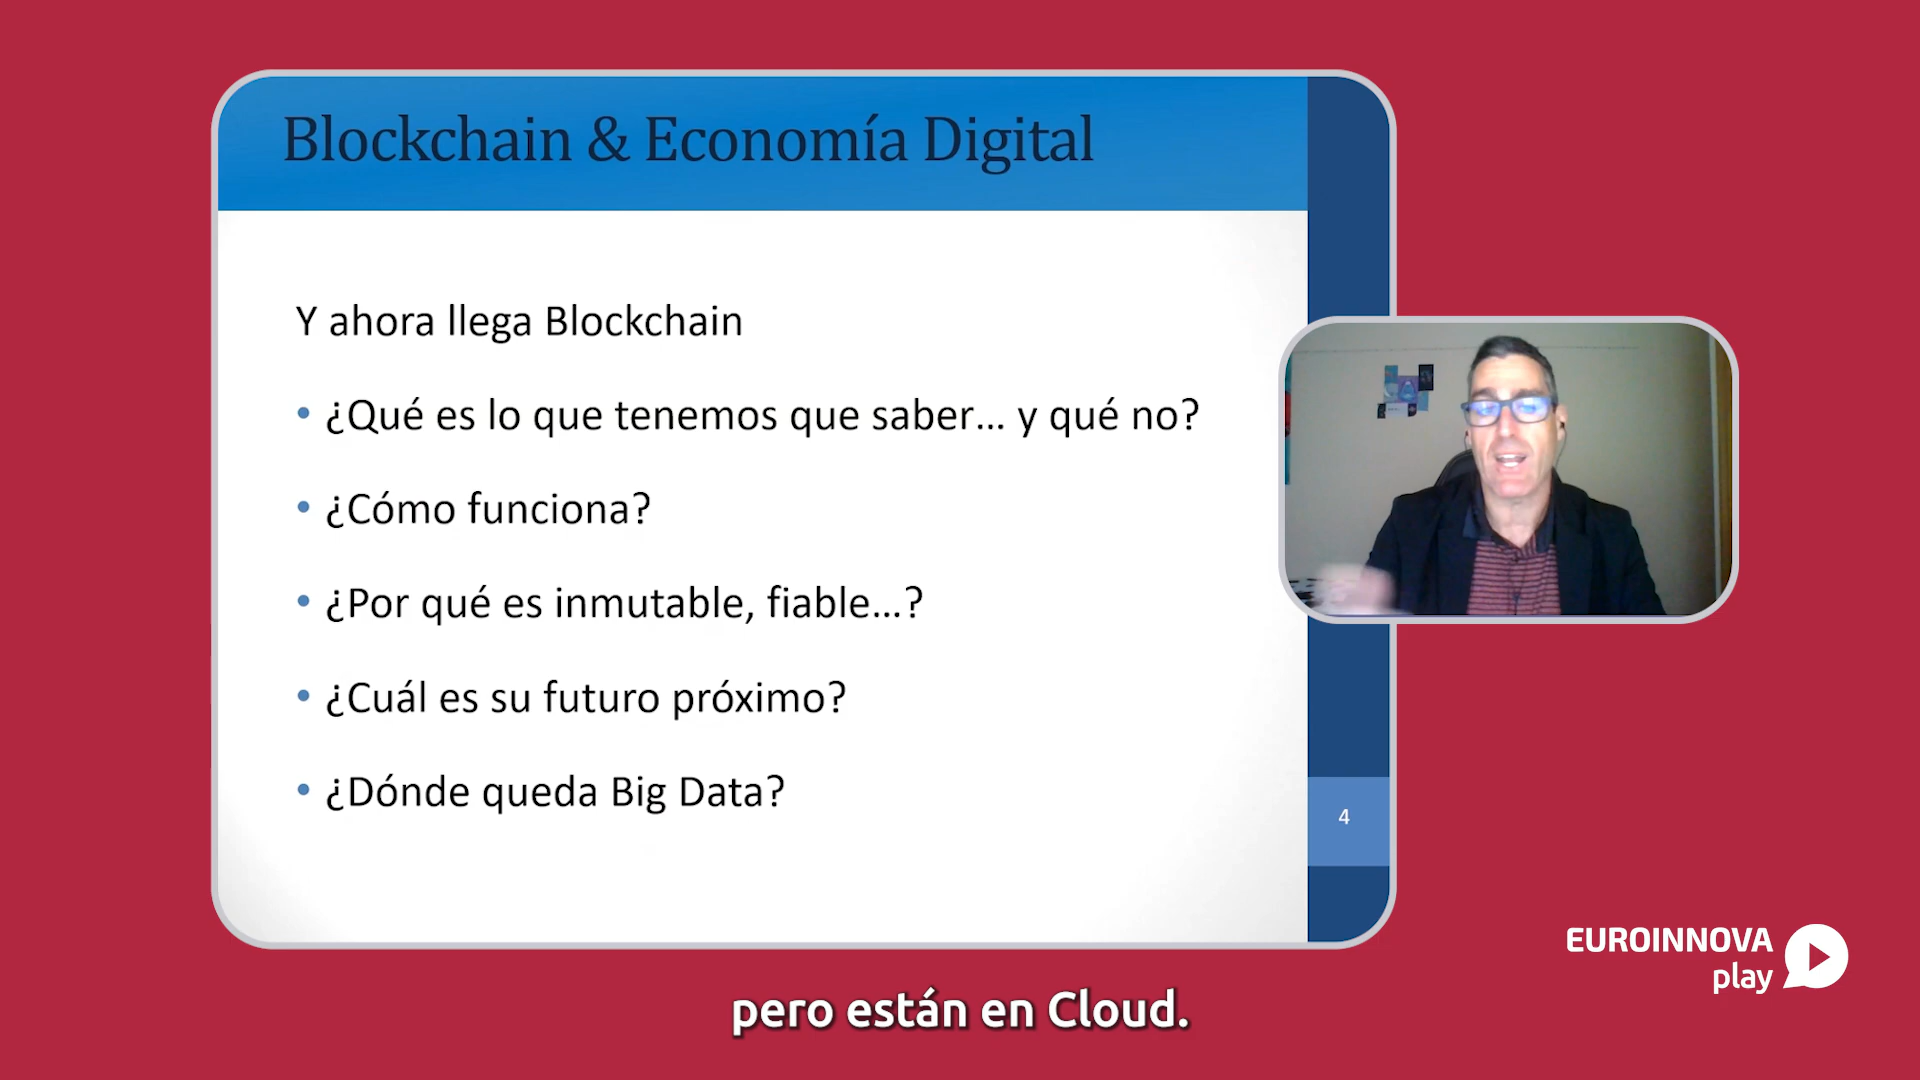 Blockchain & Economía Digital
Y ahora llega Blockchain
• ¿Qué es lo que tenemos que saber... y qué no?
• ¿Cómo funciona?
• ¿Por qué es inmutable, fiable...?
• ¿Cuál es su futuro próximo?
• ¿Dónde queda Big Data?
4
EUROINNOVA
play
pero están en Cloud.